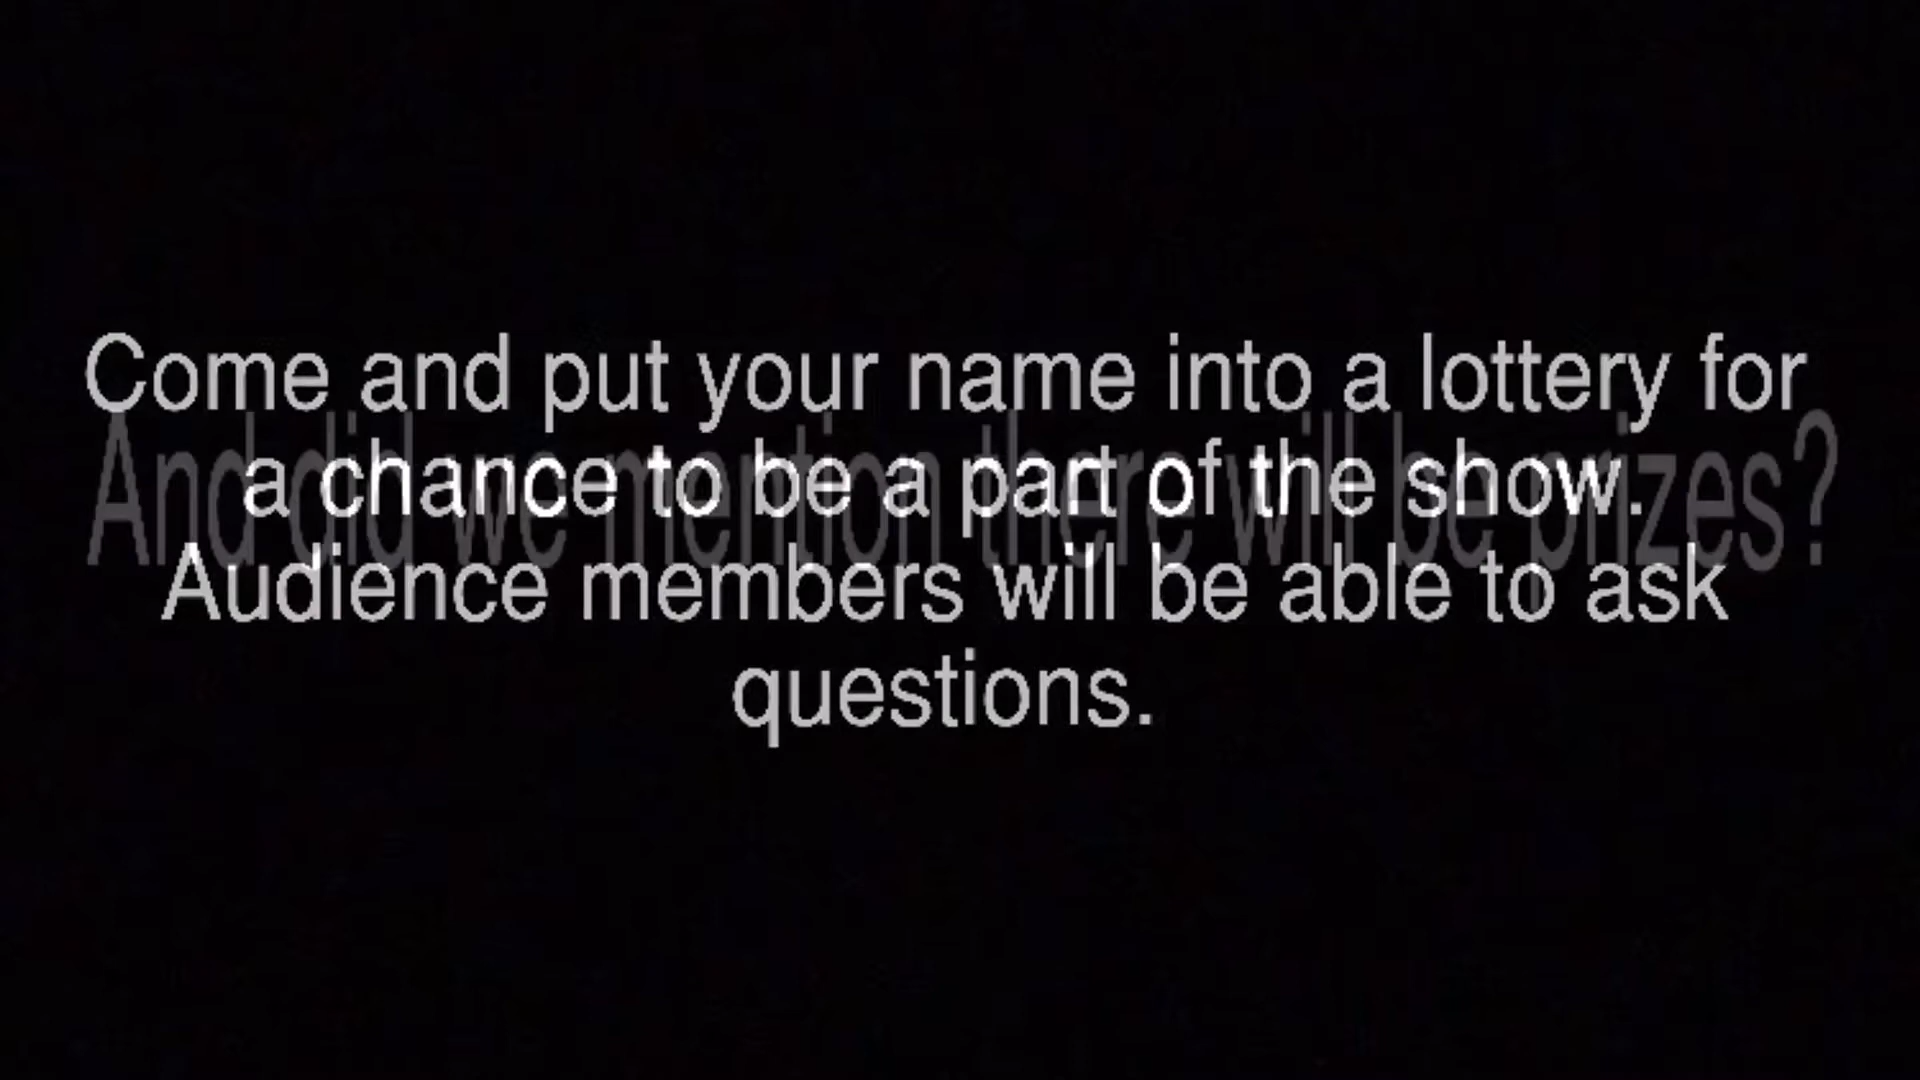 Come and put your name into a lottery for
a chance to be a part of the show.
Audience members will be able to ask
questions.
And did we mention there will be prizes?